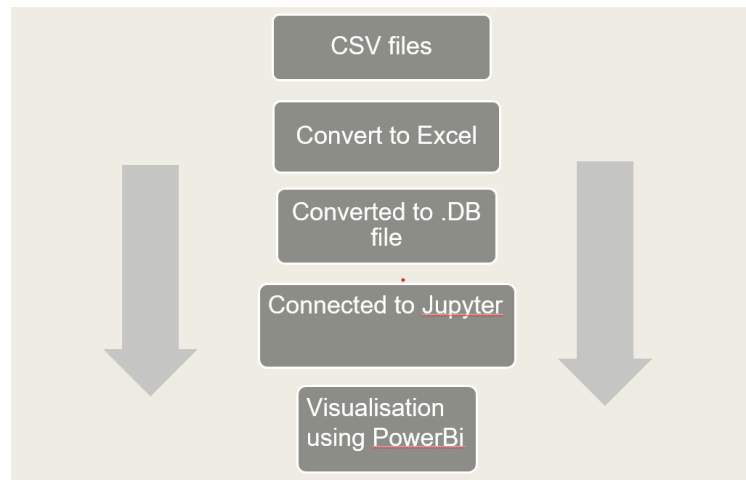 CSV files
Convert to Excel
Converted to .DB
file
Connected to Jupyter
Visualisation
using PowerBi